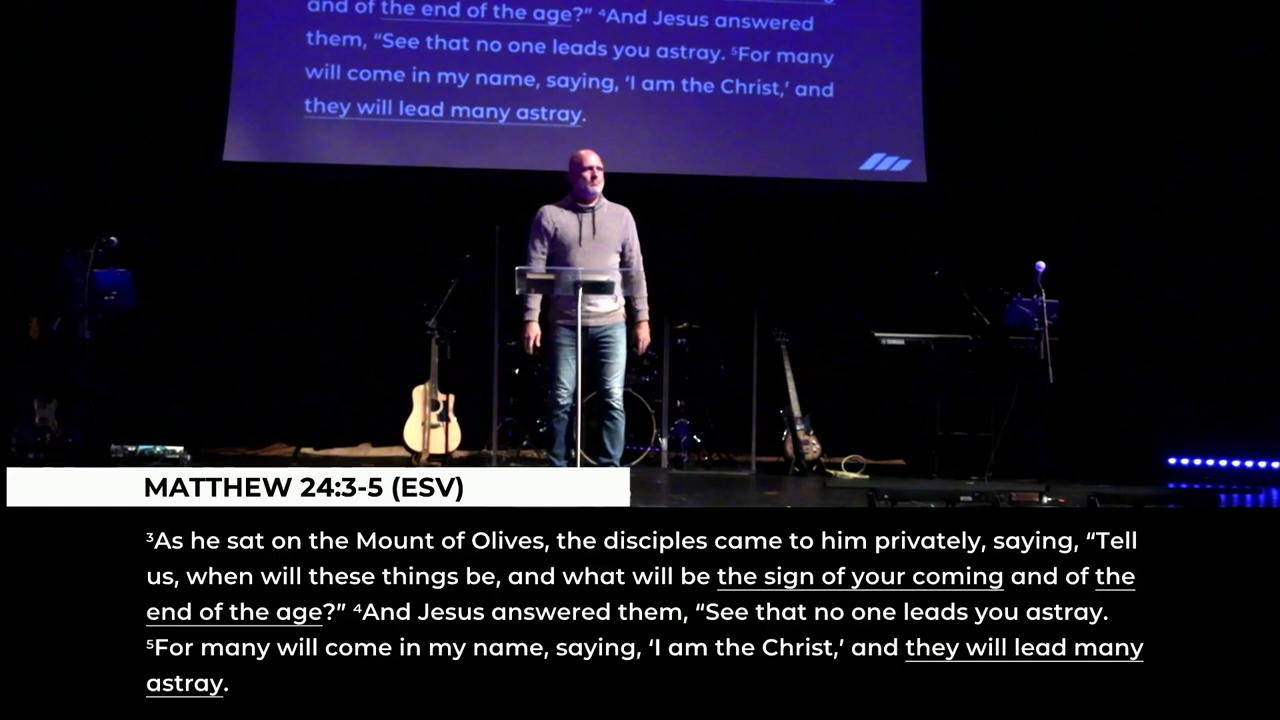 and of the end of the age?” ⁴And Jesus answered
them, “See that no one leads you astray. ⁵For many
will come in my name, saying, ‘I am the Christ,’ and
they will lead many astray.
MATTHEW 24:3-5 (ESV)
³As he sat on the Mount of Olives, the disciples came to him privately, saying, “Tell
us, when will these things be, and what will be the sign of your coming and of the
end of the age?” ⁴And Jesus answered them, “See that no one leads you astray.
⁵For many will come in my name, saying, ‘I am the Christ,’ and they will lead many
astray.